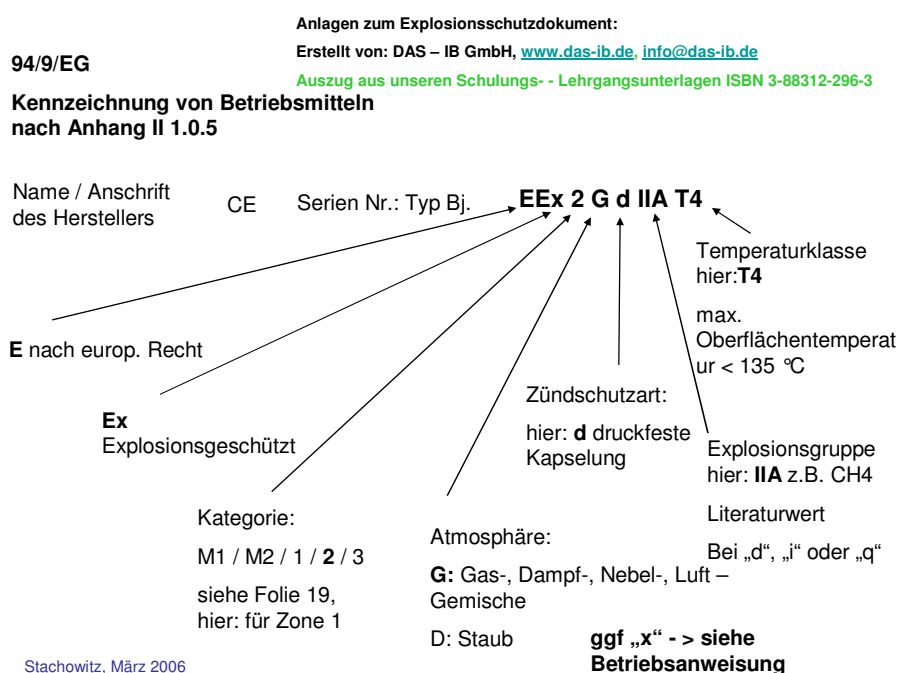 Anlagen zum Explosionsschutzdokument:
Erstellt von: DAS – IB GmbH, www.das-ib.de, info@das-ib.de
Auszug aus unseren Schulungs- - Lehrgangsunterlagen ISBN 3-88312-296-3
94/9/EG
Kennzeichnung von Betriebsmitteln
nach Anhang II 1.0.5
Name / Anschrift
des Herstellers
CE
Serien Nr.: Typ Bj.
EEx 2 G d IIA T4
Temperaturklasse
hier:T4
max.
Oberflächentemperat
ur < 135 °C
E nach europ. Recht
Ex
Explosionsgeschützt
Zündschutzart:
hier: d druckfeste
Kapselung
Explosionsgruppe
hier: IIA z.B. CH4
Literaturwert
Bei „d“, „i“ oder „q“
Kategorie:
M1 / M2 / 1 / 2 / 3
siehe Folie 19,
hier: für Zone 1
Atmosphäre:
G: Gas-, Dampf-, Nebel-, Luft –
Gemische
D: Staub
ggf „x“ - > siehe
Betriebsanweisung
Stachowitz, März 2006